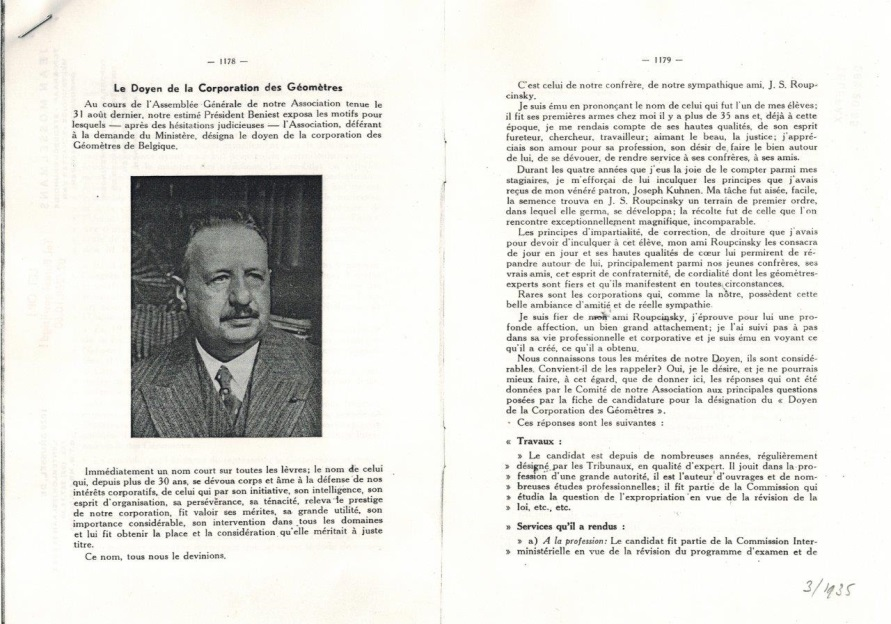 — 1178 —
Le Doyen de la Corporation des Géomètres
Au cours de l'Assemblée Générale de notre Association tenue le
31 août dernier, notre estimé Président Beniest exposa les motifs pour
lesquels — après des hésitations judicieuses — l'Association, déférant
à la demande du Ministère, désigna le doyen de la corporation des
Géomètres de Belgique.
Immédiatement un nom court sur toutes les lèvres; le nom de celui
qui, depuis plus de 30 ans, se dévoua corps et âme à la défense de nos
intérêts corporatifs, de celui qui par son initiative, son intelligence, son
esprit d'organisation, sa persévêrance, sa ténacité, releva le prestige
de notre corporation, fit valoir ses mérites, sa grande utilité, son
importance considérable, son intervention dans tous les domaines
et lui fit obtenir la place et la considération qu'elle méritait à juste
titre.
Ce nom, tous nous le devinions.
— 1179 —
C'est celui de notre confrère, de notre sympathique ami, J. S. Roup-
cinsky.
Je suis ému en prononçant le nom de celui qui fut l'un de mes élèves;
il fit ses premières armes chez moi il y a plus de 35 ans et, déjà à cette
époque, je me rendais compte de ses hautes qualités, de son esprit
fureteur, chercheur, travailleur; aimant le beau, la justice; j'appré-
ciais son amour pour sa profession, son désir de faire le bien autour
de lui, de se dévouer, de rendre service à ses confrères, à ses amis.
Durant les quatre années que j'eus la joie de le compter parmi mes
stagiaires, je m'efforçai de lui inculquer les principes que j'avais
reçus de mon vénéré patron, Joseph Kuhnen. Ma tâche fut aisée, facile,
la semence trouva en J. S. Roupcinsky un terrain de premier ordre,
dans lequel elle germa, se développa; la récolte fut de celle que l'on
rencontre exceptionnellement magnifique, incomparable.
Les principes d'impartialité, de correction, de droiture que j'avais
pour devoir d'inculquer à cet élève, mon ami Roupcinsky les consacra
de jour en jour et ses hautes qualités de cœur lui permirent de ré-
pandre autour de lui, principalement parmi nos jeunes confrères, ses
vrais amis, cet esprit de confraternité, de cordialité dont les géomètres-
experts sont fiers et qu'ils manifestent en toutes circonstances.
Rares sont les corporations qui, comme la nôtre, possèdent cette
belle ambiance d'amitié et de réelle sympathie.
Je suis fier de mon ami Roupcinsky, j'éprouve pour lui une pro-
fonde affection, un bien grand attachement; je l'ai suivi pas à pas
dans sa vie professionnelle et corporative et je suis ému en voyant ce
qu'il a créé, ce qu'il a obtenu.
Nous connaissons tous les mérites de notre Doyen, ils sont considé-
rables. Convient-il de les rappeler? Oui, je le désire, et je ne pourrais
mieux faire, à cet égard, que de donner ici, les réponses qui ont été
données par le Comité de notre Association aux principales questions
posées par la fiche de candidature pour la désignation du « Doyen
de la Corporation des Géomètres ».
Ces réponses sont les suivantes :
« Travaux :
» Le candidat est depuis de nombreuses années, régulièrement
» désigné par les Tribunaux, en qualité d'expert. Il jouit dans la pro-
» fession d'une grande autorité, il est l'auteur d'ouvrages et de nom-
» breuses études professionnelles; il fit partie de la Commission qui
» étudia la question de l'expropriation en vue de la révision de la
» loi, etc., etc.
» Services qu'il a rendus :
» a) A la profession: Le candidat fit partie de la Commission Inter-
» ministérielle en vue de la révision du programme d'examen et de
3/1935